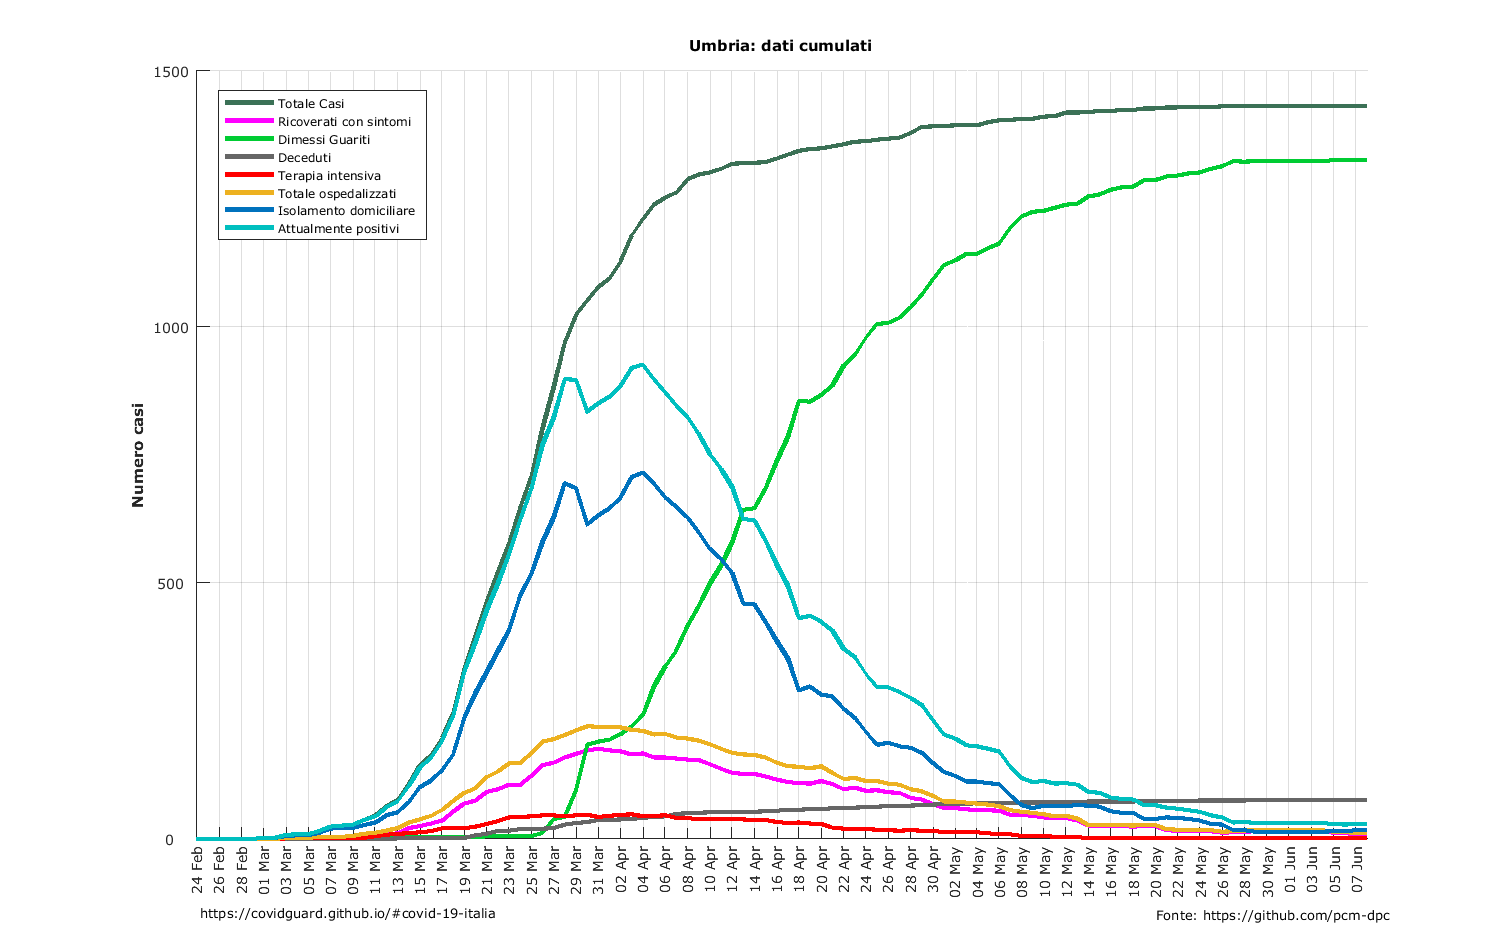 Umbria: dati cumulati
1500
1000
500
0
Numero casi
Totale Casi
Ricoverati con sintomi
Dimessi Guariti
Deceduti
Terapia intensiva
Totale ospedalizzati
Isolamento domiciliare
Attualmente positivi
24 Feb
26 Feb
28 Feb
01 Mar
03 Mar
05 Mar
07 Mar
09 Mar
11 Mar
13 Mar
15 Mar
17 Mar
19 Mar
21 Mar
23 Mar
25 Mar
27 Mar
29 Mar
31 Mar
02 Apr
04 Apr
06 Apr
08 Apr
10 Apr
12 Apr
14 Apr
16 Apr
18 Apr
20 Apr
22 Apr
24 Apr
26 Apr
28 Apr
30 Apr
02 May
04 May
06 May
08 May
10 May
12 May
14 May
16 May
18 May
20 May
22 May
24 May
26 May
28 May
30 May
01 Jun
03 Jun
05 Jun
07 Jun
https://covidguard.github.io/#covid-19-italia
Fonte: https://github.com/pcm-dpc